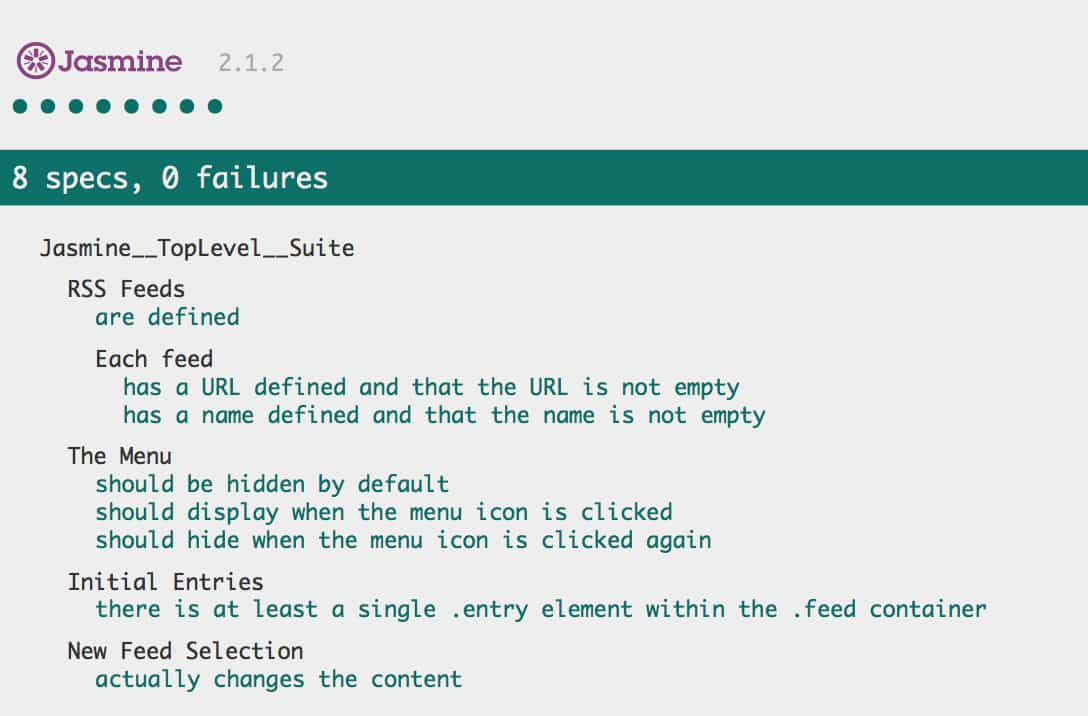 Jasmine 2.1.2
8 specs, 0 failures
Jasmine__TopLevel__Suite
RSS Feeds
are defined
Each feed
has a URL defined and that the URL is not empty
has a name defined and that the name is not empty
The Menu
should be hidden by default
should display when the menu icon is clicked
should hide when the menu icon is clicked again
Initial Entries
there is at least a single .entry element within the .feed container
New Feed Selection
actually changes the content